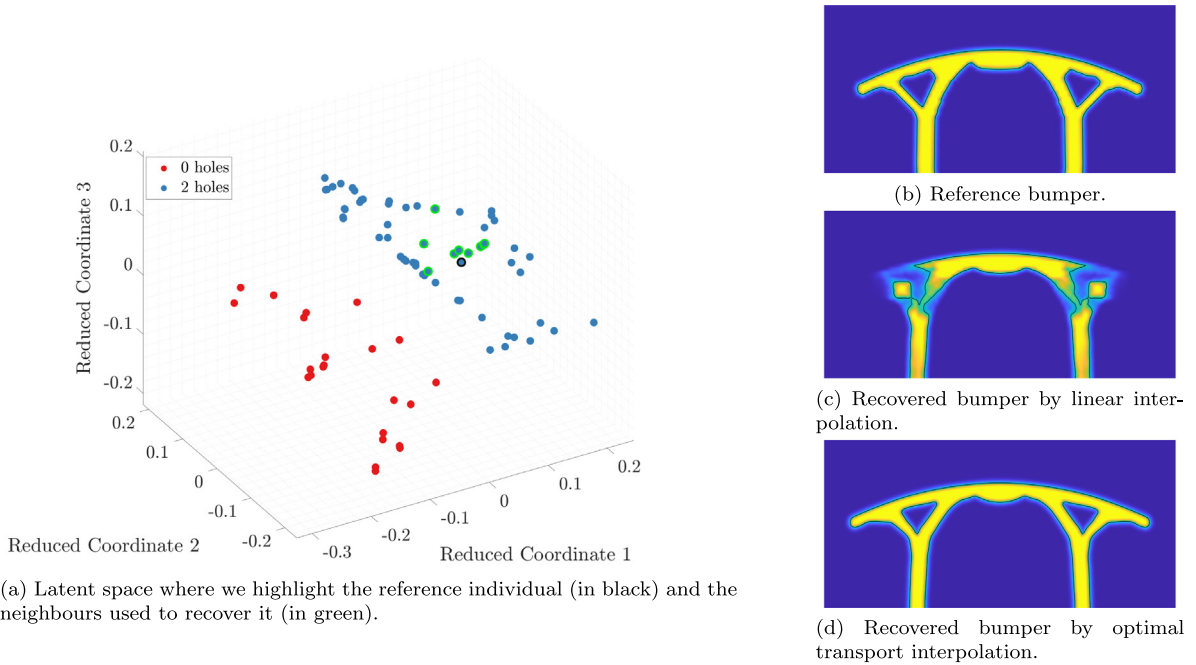 0.2
0.1
0
-0.1
-0.2
Reduced Coordinate 3
0 holes
2 holes
0.2
0.1
0
-0.1
-0.2
Reduced Coordinate 2
-0.3
-0.2
-0.1
0
0.1
0.2
Reduced Coordinate 1
(a) Latent space where we highlight the reference individual (in black) and the
neighbours used to recover it (in green).
(b) Reference bumper.
(c) Recovered bumper by linear inter-
polation.
(d) Recovered bumper by optimal
transport interpolation.